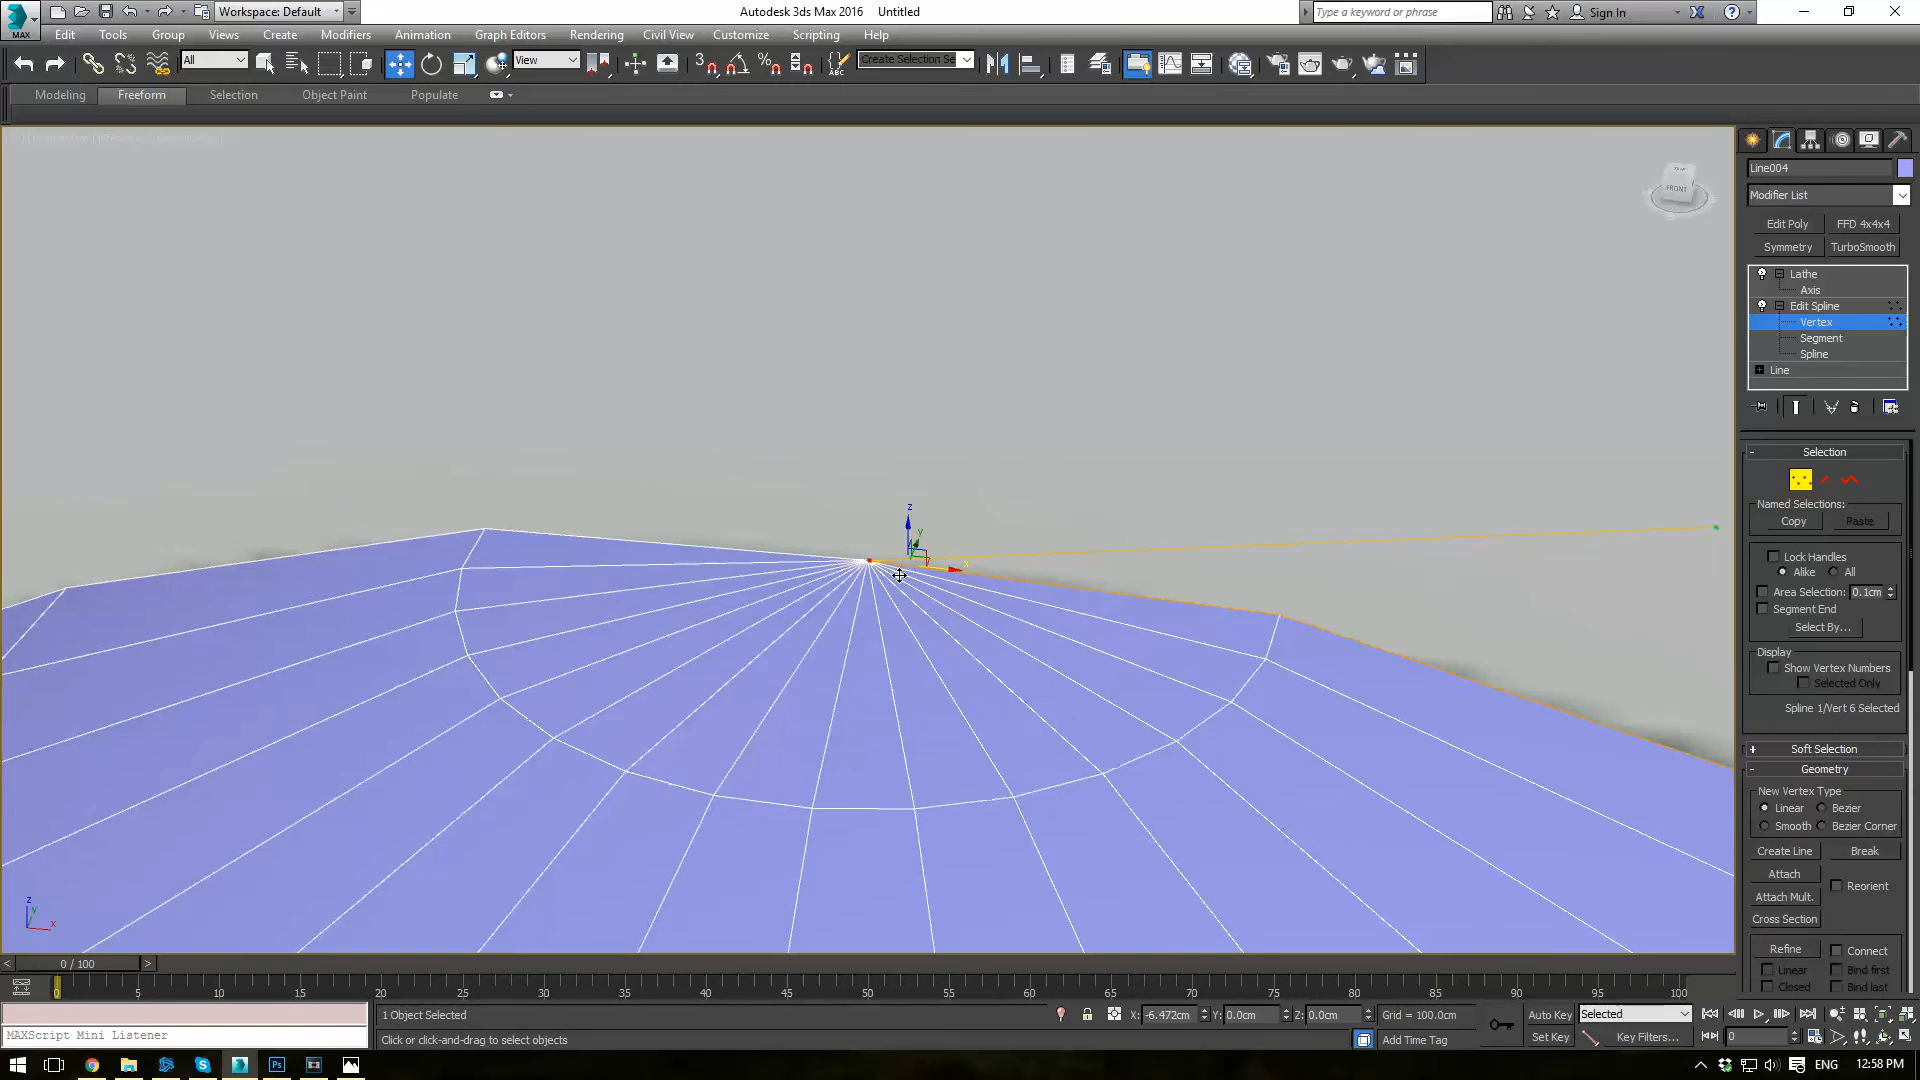 MAX
Workspace: Default
Autodesk 3ds Max 2016 Untitled
Type a keyword or phrase
Sign In
Edit Tools Group Views Create Modifiers Animation Graph Editors Rendering Civil View Customize Scripting Help
All
View
3
ABC
Create Selection Se
Modeling Freeform Selection Object Paint Populate
FRONT
Line004
Modifier List
Edit Poly FFD 4x4x4
Symmetry TurboSmooth
Lathe
Axis
Edit Spline
Vertex
Segment
Spline
Line
Selection
Named Selections:
Copy Paste
Lock Handles
Alike All
Area Selection: 0.1cm
Segment End
Select By...
Display
Show Vertex Numbers
Selected Only
Spline 1/Vert 6 Selected
Soft Selection
Geometry
New Vertex Type
Linear Bezier
Smooth Bezier Corner
Create Line Break
Attach
Reorient
Attach Mult.
Cross Section
Refine Connect
Linear Bind first
Closed Bind last
z
y
x
z
y
x
0 / 100
0 5 10 15 20 25 30 35 40 45 50 55 60 65 70 75 80 85 90 95 100
1 Object Selected
X: -6.472cm Y: 0.0cm Z: 0.0cm Grid = 100.0cm
Auto Key Selected
MAXScript Mini Listener
Click or click-and-drag to select objects
Add Time Tag
Set Key Key Filters... 0
ENG 12:58 PM